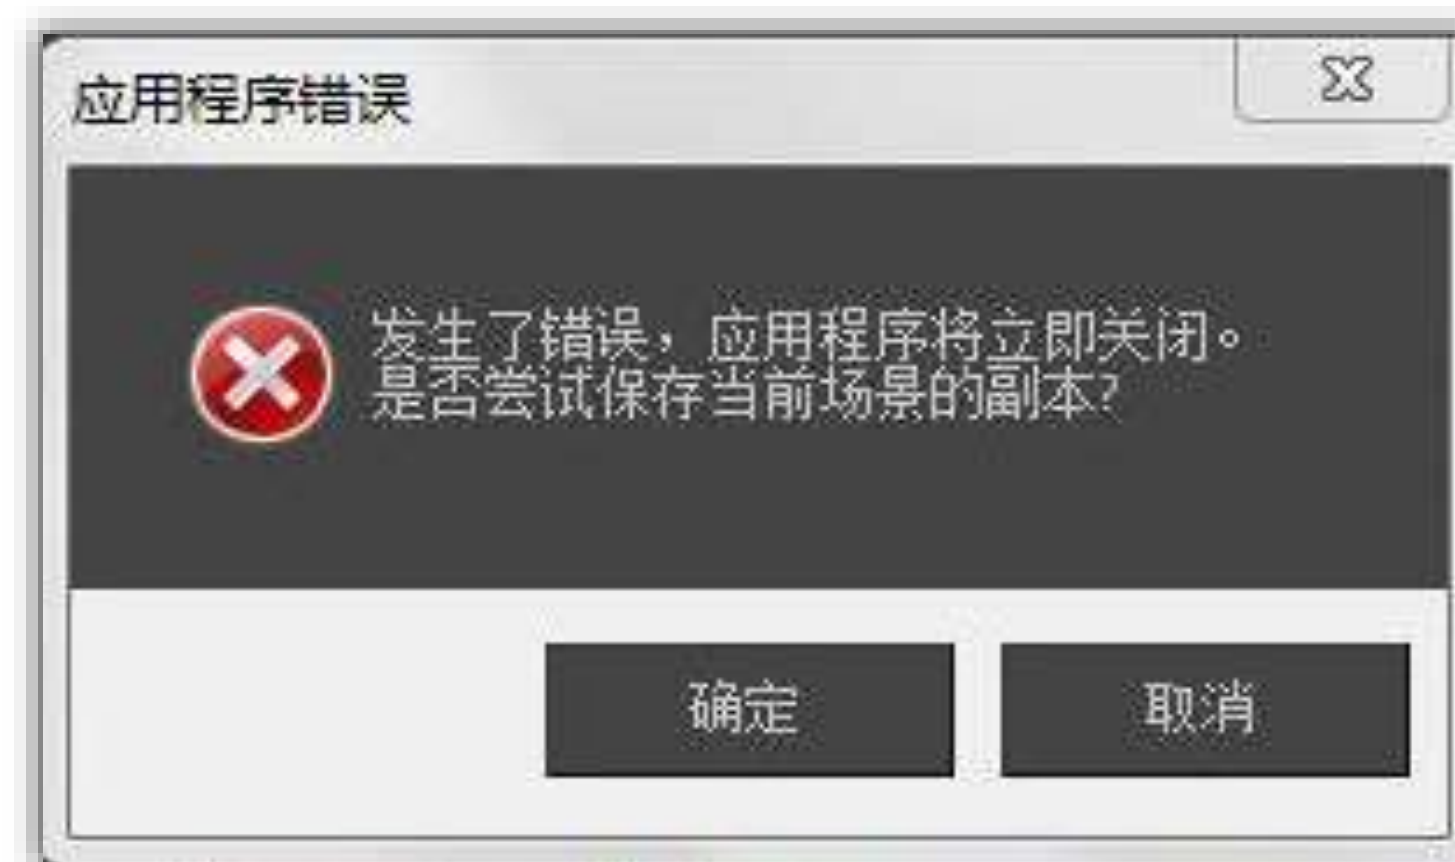 应用程序错误
发生了错误，应用程序将立即关闭。
是否尝试保存当前场景的副本?
确定
取消